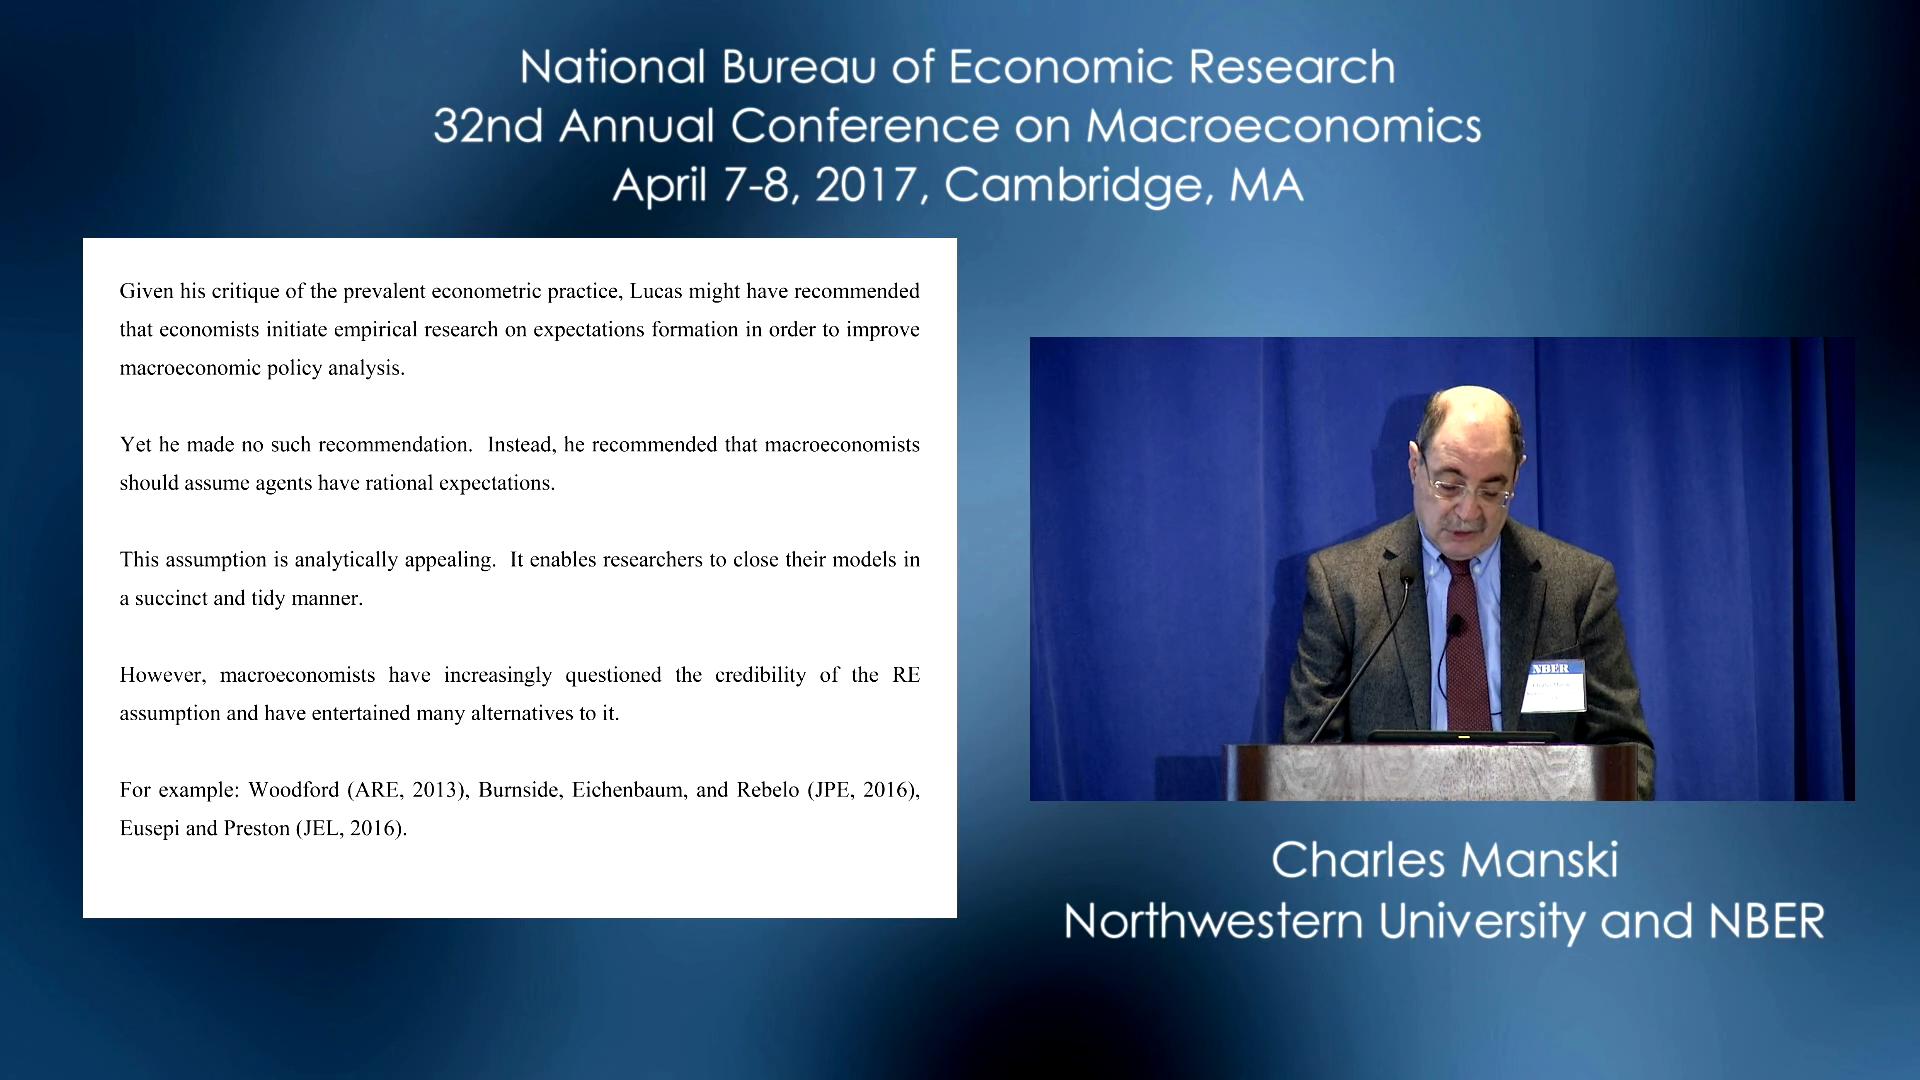 National Bureau of Economic Research
32nd Annual Conference on Macroeconomics
April 7-8, 2017, Cambridge, MA
Given his critique of the prevalent econometric practice, Lucas might have recommended
that economists initiate empirical research on expectations formation in order to improve
macroeconomic policy analysis.
Yet he made no such recommendation. Instead, he recommended that macroeconomists
should assume agents have rational expectations.
This assumption is analytically appealing. It enables researchers to close their models in
a succinct and tidy manner.
However, macroeconomists have increasingly questioned the credibility of the RE
assumption and have entertained many alternatives to it.
For example: Woodford (ARE, 2013), Burnside, Eichenbaum, and Rebelo (JPE, 2016),
Eusepi and Preston (JEL, 2016).
NBER
Charles Manski
Northwestern University and NBER